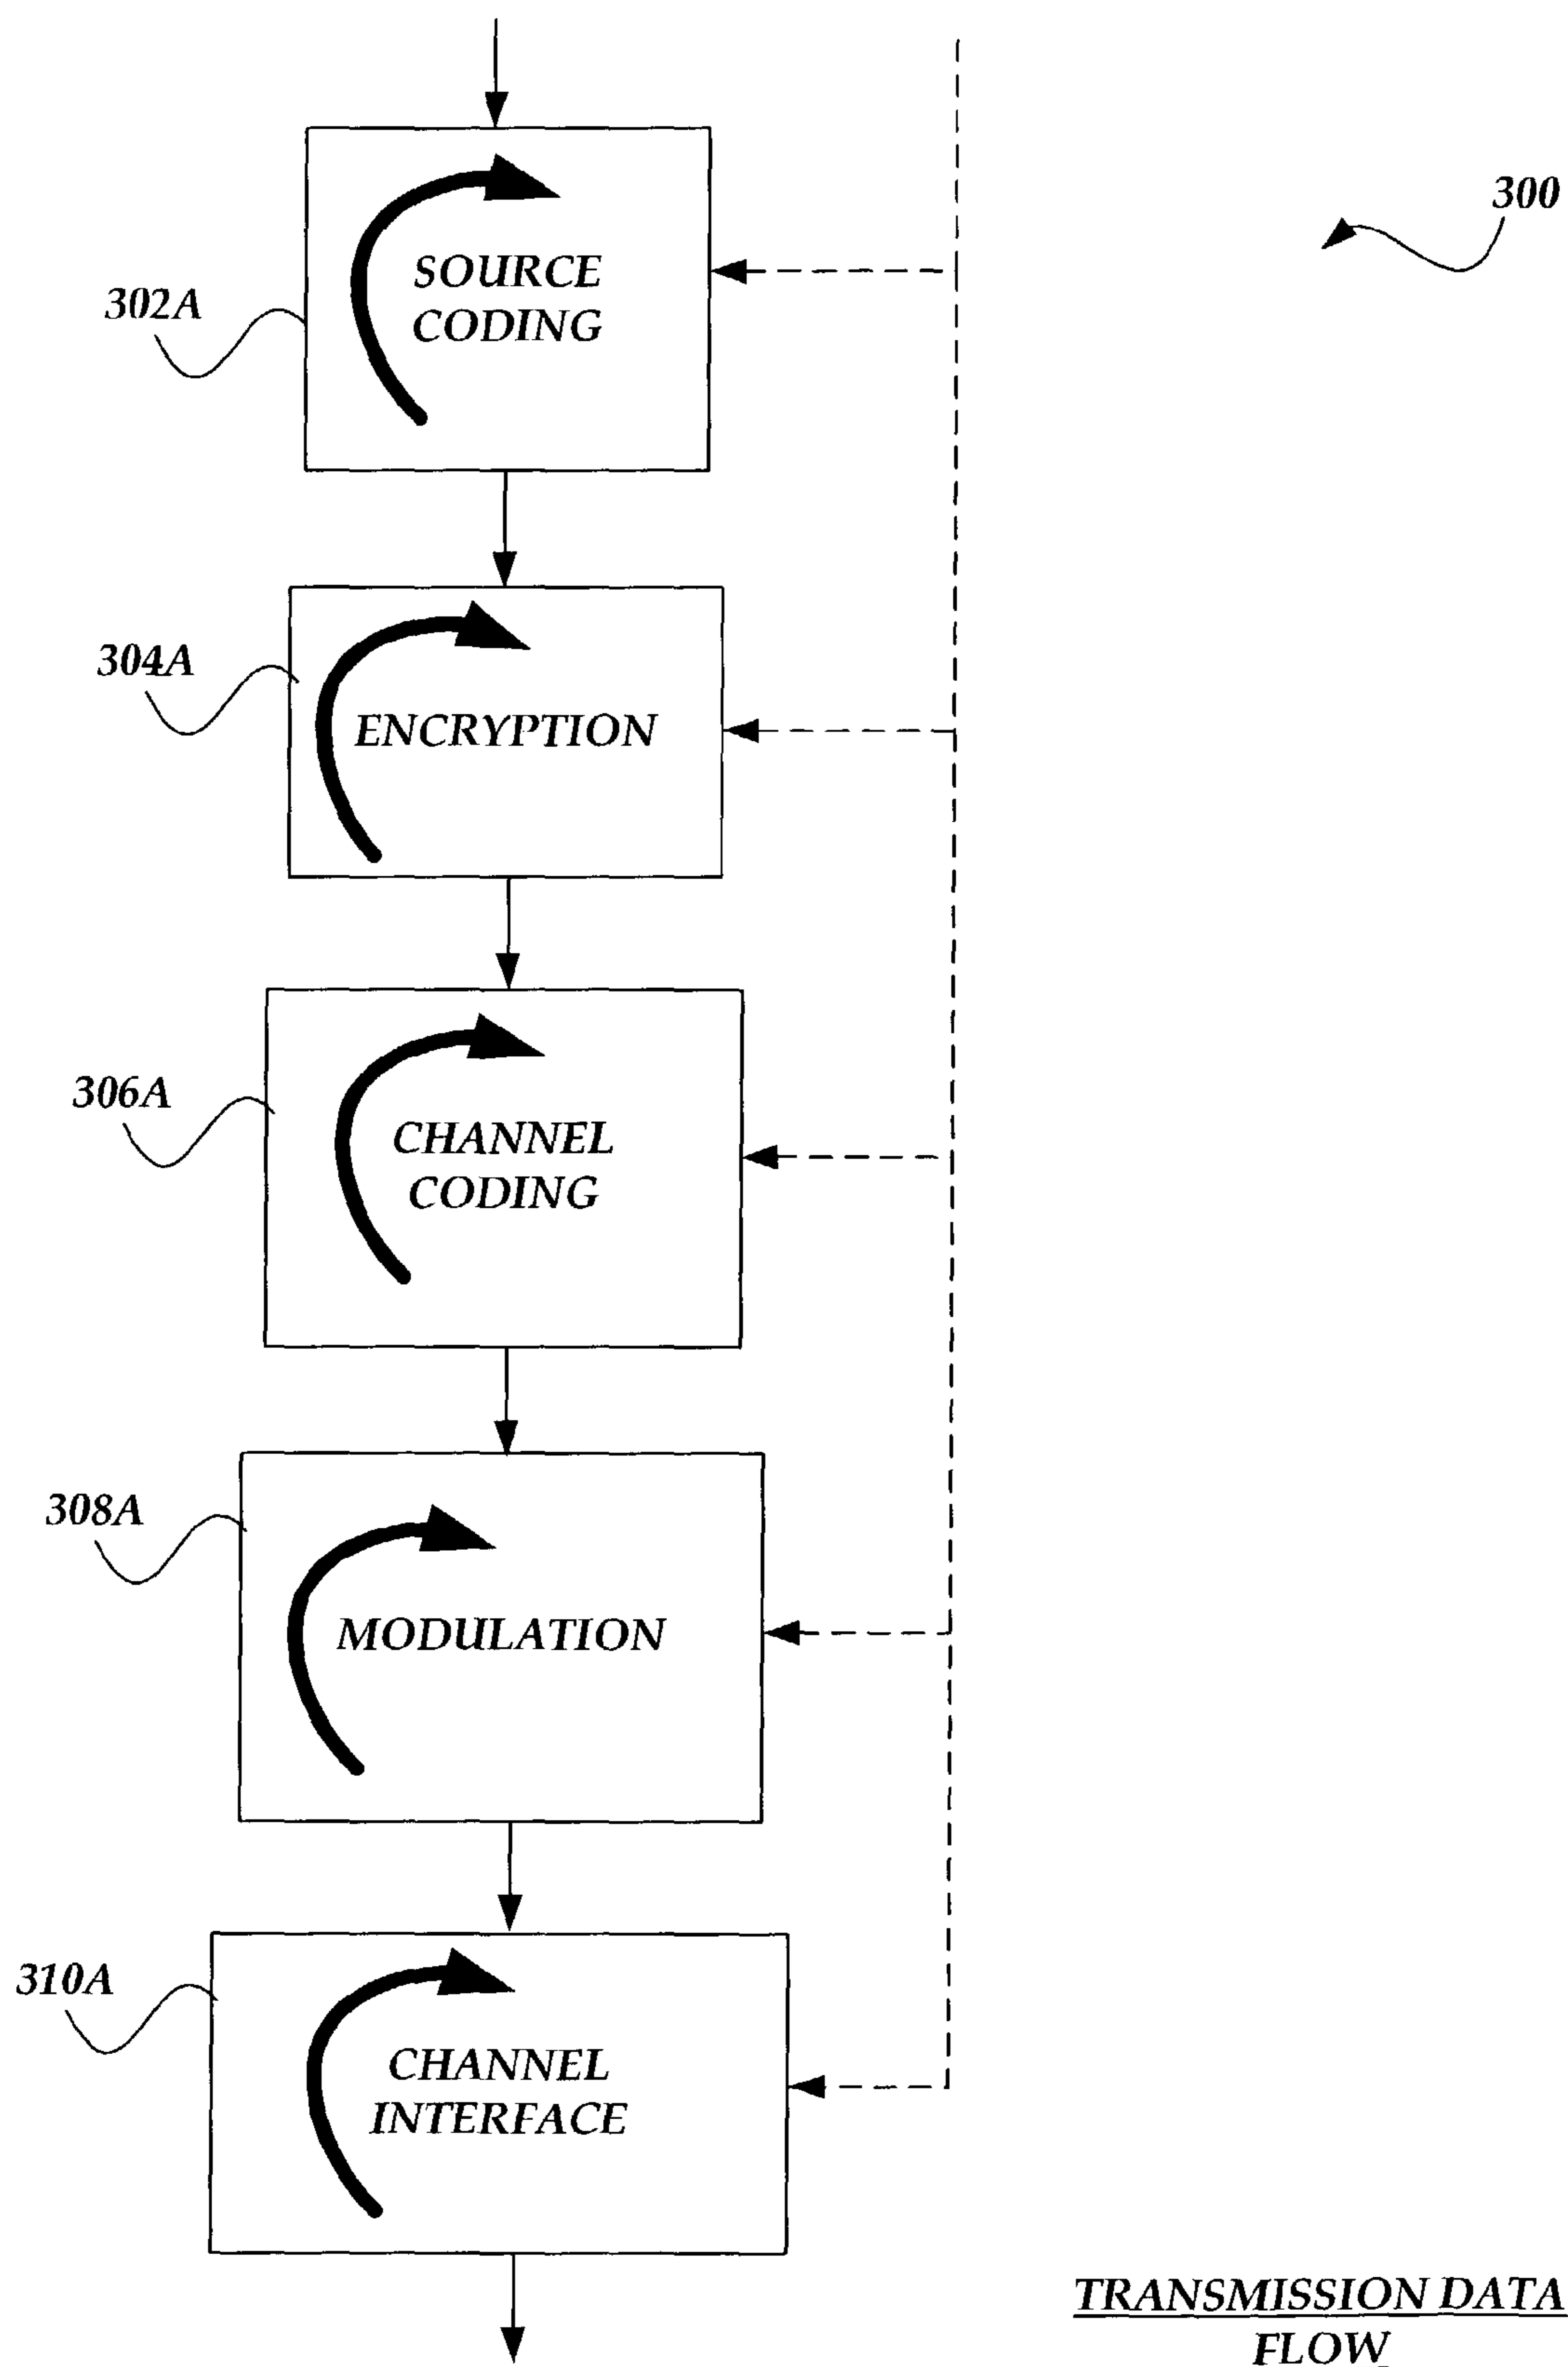 300
302A
SOURCE
CODING
304A
ENCRYPTION
306A
CHANNEL
CODING
308A
MODULATION
310A
CHANNEL
INTERFACE
TRANSMISSION DATA
FLOW